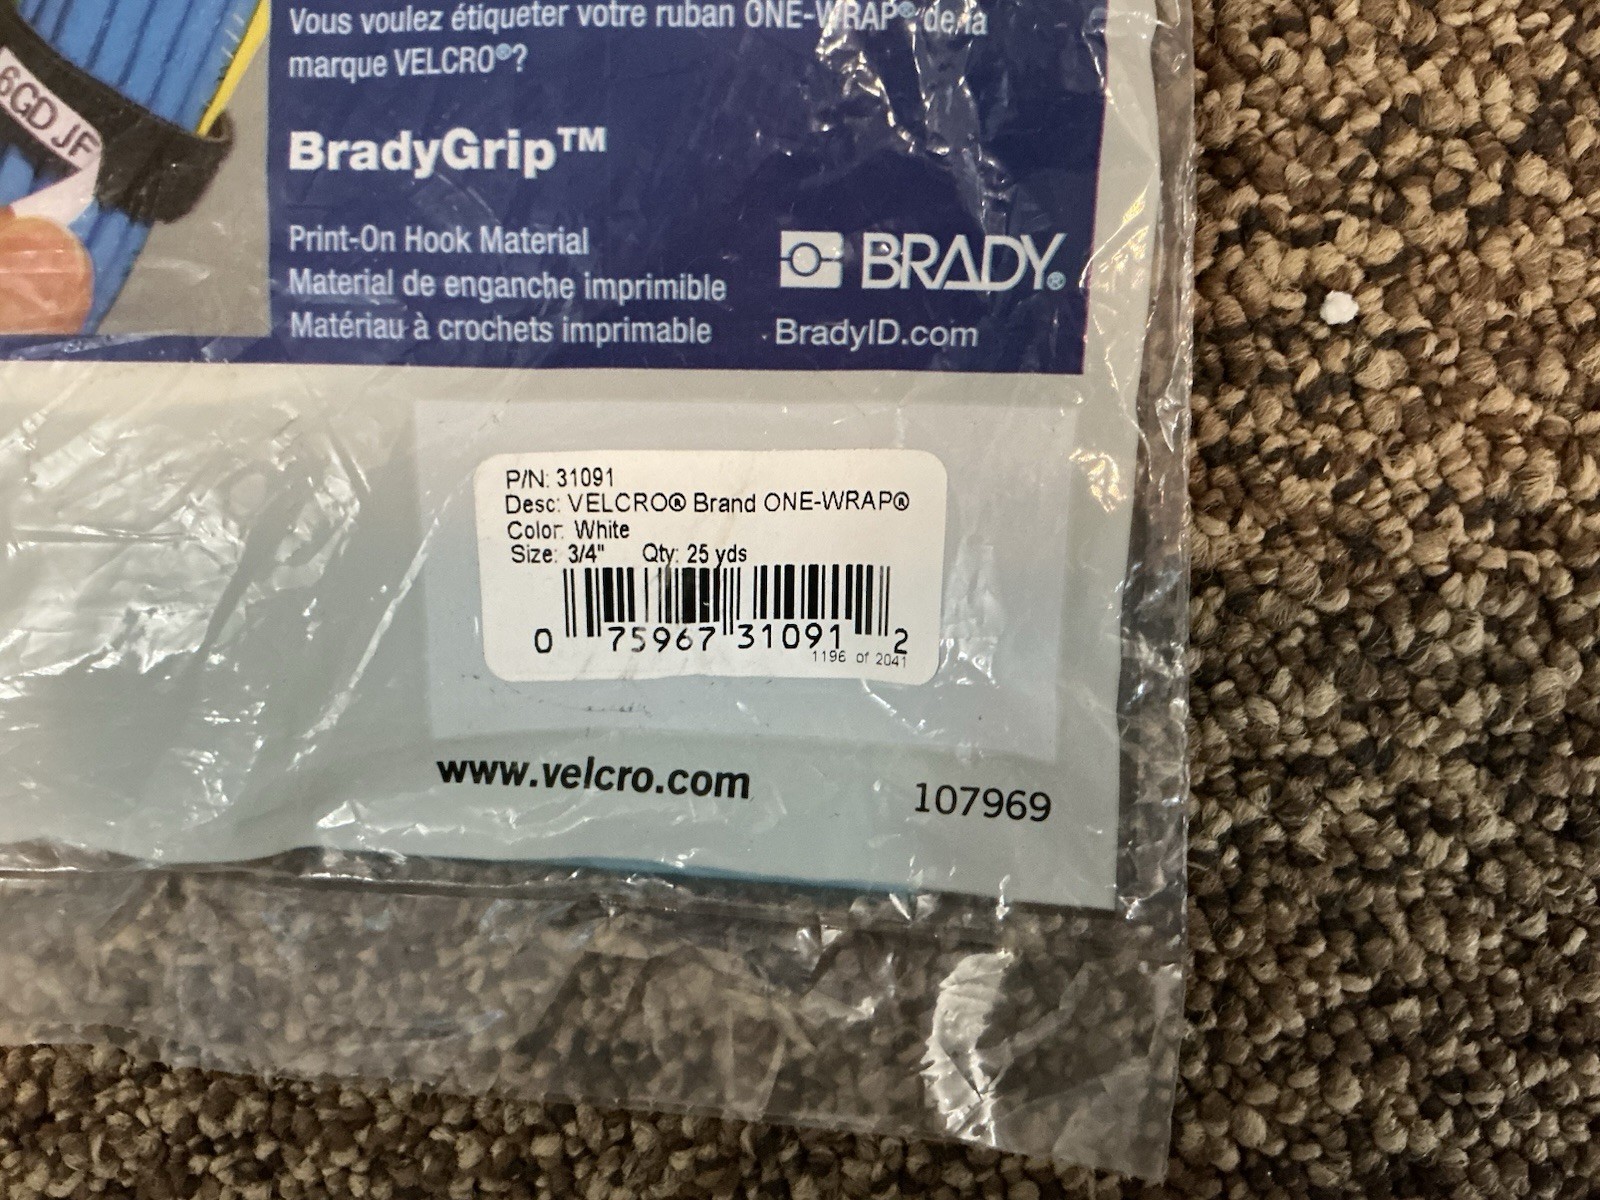 Vous voulez étiqueter votre ruban ONE-WRAP® de la
marque VELCRO®?
6GD JF
BradyGrip™
Print-On Hook Material
Material de enganche imprimible
Matériau à crochets imprimable
BRADY®
BradyID.com
P/N: 31091
Desc: VELCRO® Brand ONE-WRAP®
Color: White
Size: 3/4" Qty: 25 yds
0 75967 31091 2
1196 of 2041
www.velcro.com
107969